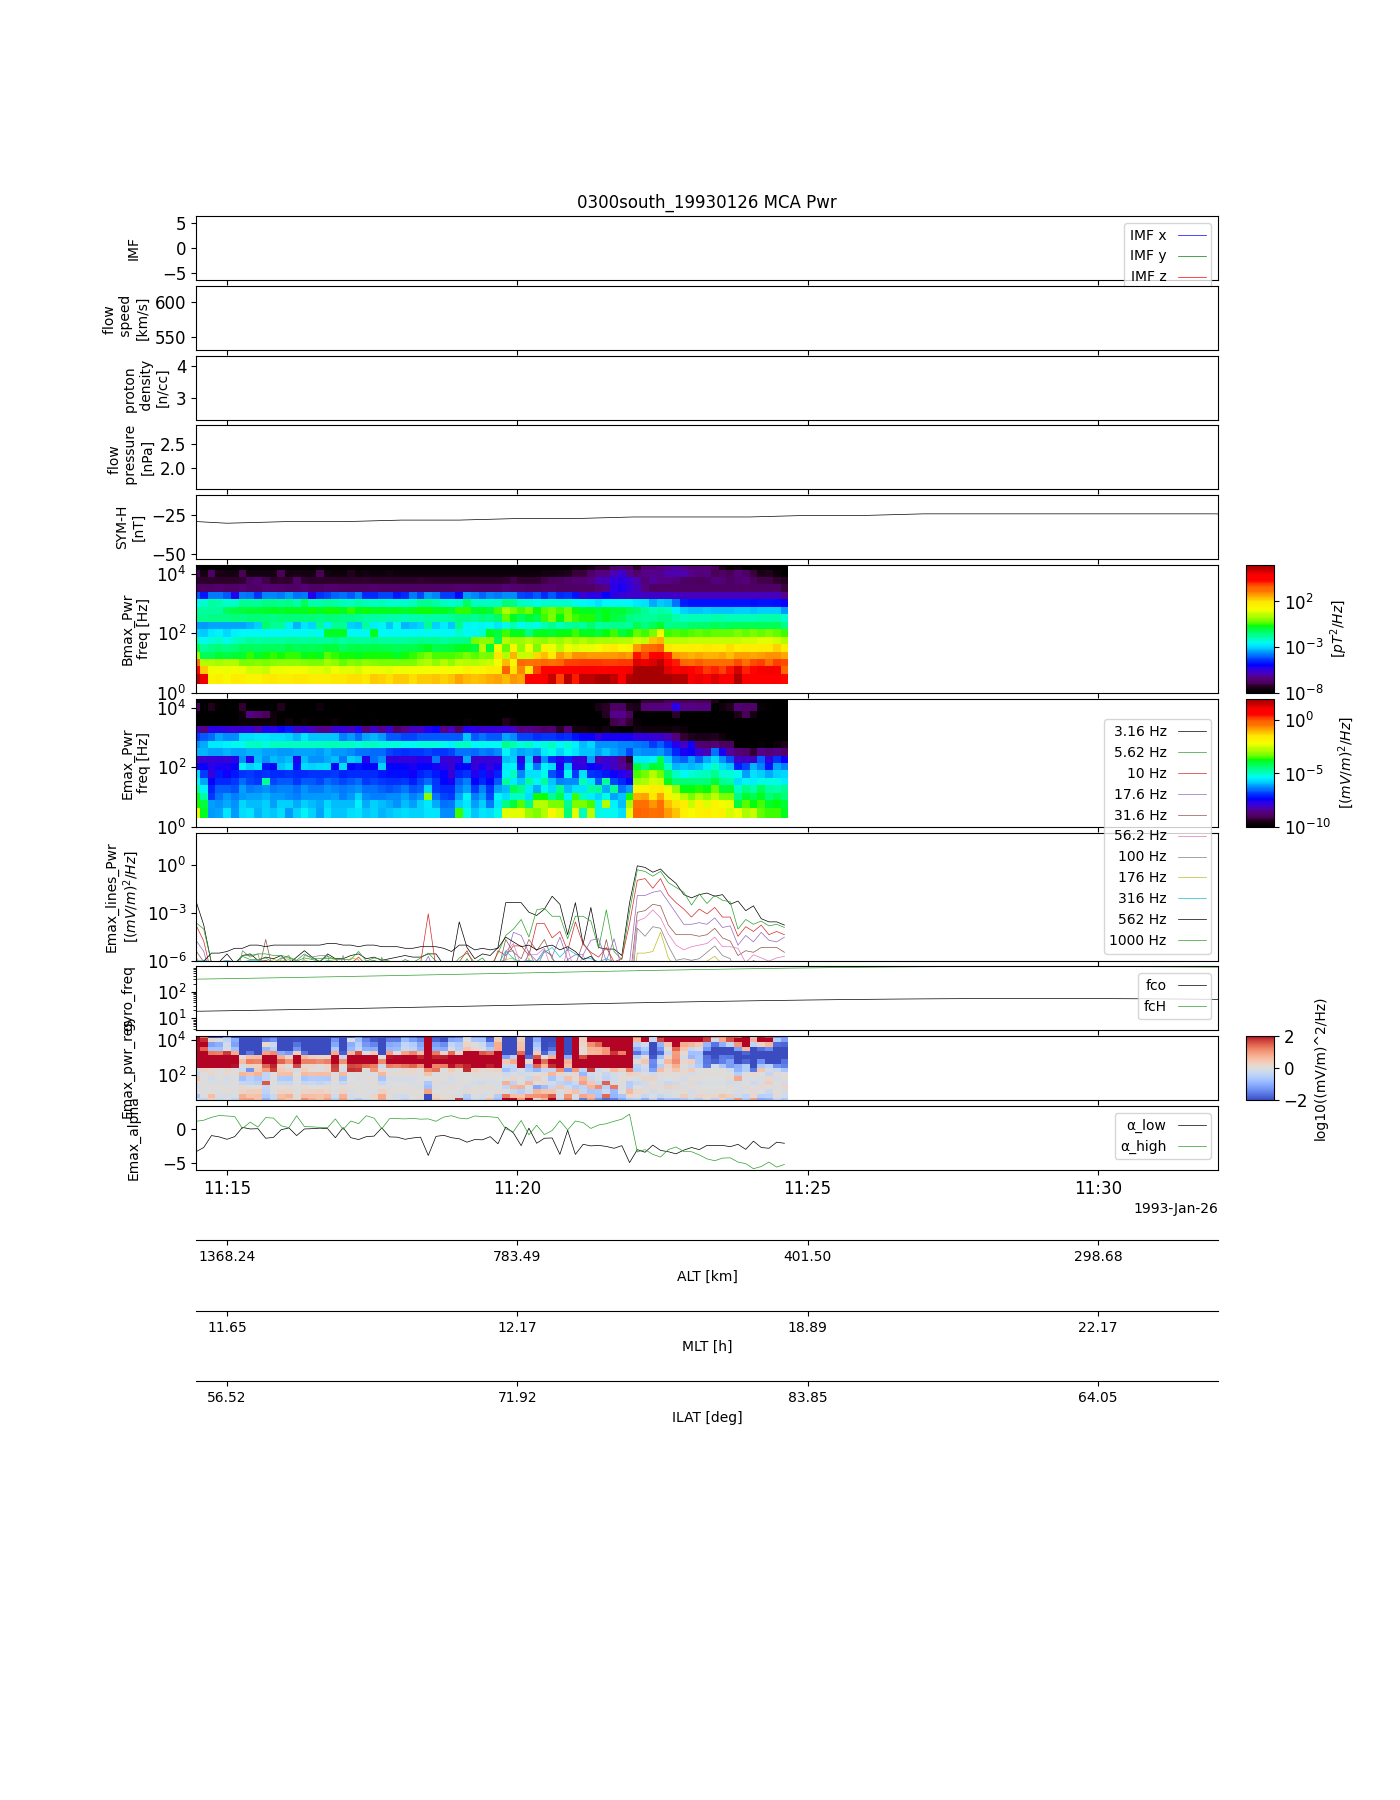 0300south_19930126 MCA Pwr
IMF
5
0
−5
IMF x
IMF y
IMF z
flow
speed
[km/s]
600
550
proton
density
[n/cc]
4
3
flow
pressure
[nPa]
2.5
2.0
SYM-H
[nT]
−25
−50
Bmax_Pwr
freq [Hz]
10^4
10^2
10^0
10^2
10^−3
10^−8
[pT^2/Hz]
Emax_Pwr
freq [Hz]
10^4
10^2
10^0
10^0
10^−5
10^−10
[(mV/m)^2/Hz]
3.16 Hz
5.62 Hz
10 Hz
17.6 Hz
31.6 Hz
56.2 Hz
100 Hz
176 Hz
316 Hz
562 Hz
1000 Hz
Emax_lines_Pwr
[(mV/m)^2/Hz]
10^0
10^−3
10^−6
gyro_freq
10^2
10^1
fco
fcH
Emax_pwr_reg
10^4
10^2
2
0
−2
log10((mV/m)^2/Hz)
Emax_alpha
0
−5
α_low
α_high
11:15 11:20 11:25 11:30
1993-Jan-26
1368.24 783.49 401.50 298.68
ALT [km]
11.65 12.17 18.89 22.17
MLT [h]
56.52 71.92 83.85 64.05
ILAT [deg]